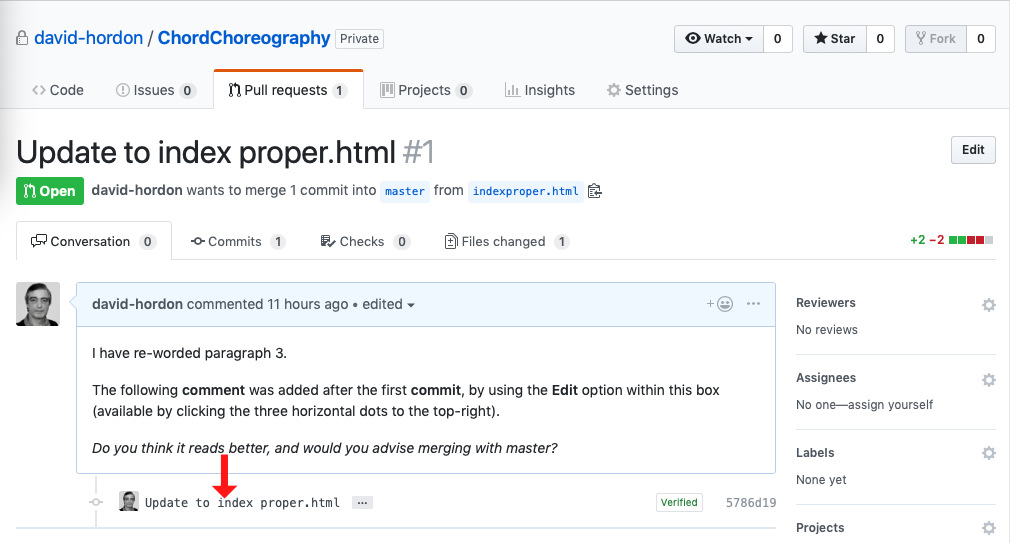 david-hordon / ChordChoreography Private
Watch 0 Star 0 Fork 0
Code Issues 0 Pull requests 1 Projects 0 Insights Settings
Update to index proper.html #1 Edit
Open david-hordon wants to merge 1 commit into master from indexproper.html
Conversation 0 Commits 1 Checks 0 Files changed 1 +2 −2
david-hordon commented 11 hours ago • edited
I have re-worded paragraph 3.
The following comment was added after the first commit, by using the Edit option within this box
(available by clicking the three horizontal dots to the top-right).
Do you think it reads better, and would you advise merging with master?
Update to index proper.html ... Verified 5786d19
Reviewers
No reviews
Assignees
No one—assign yourself
Labels
None yet
Projects